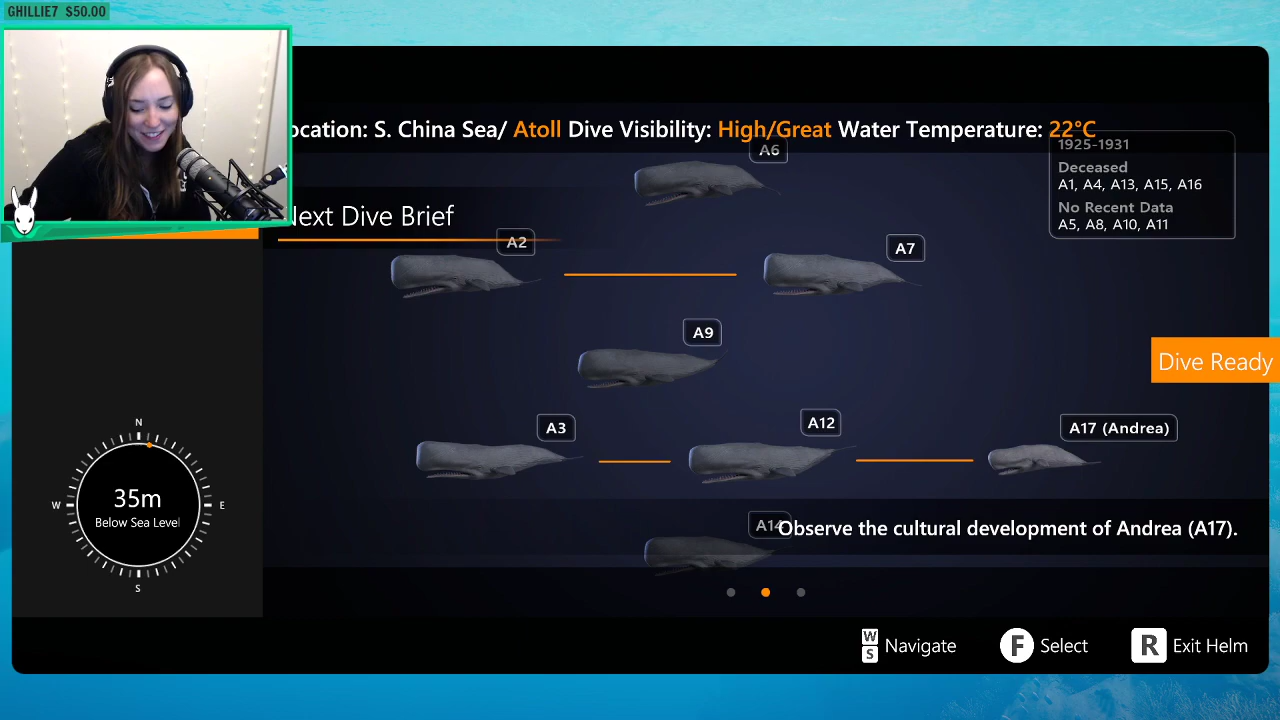 GHILLIE7 $50.00
ocation: S. China Sea/ Atoll Dive Visibility: High/Great Water Temperature: 22°C
1925-1931
Deceased
A1, A4, A13, A15, A16
No Recent Data
A5, A8, A10, A11
A6
Next Dive Brief
A2
A7
A9
Dive Ready
A3
A12
A17 (Andrea)
A14
Observe the cultural development of Andrea (A17).
N
W
E
S
35m
Below Sea Level
W
S
Navigate
F Select
R Exit Helm